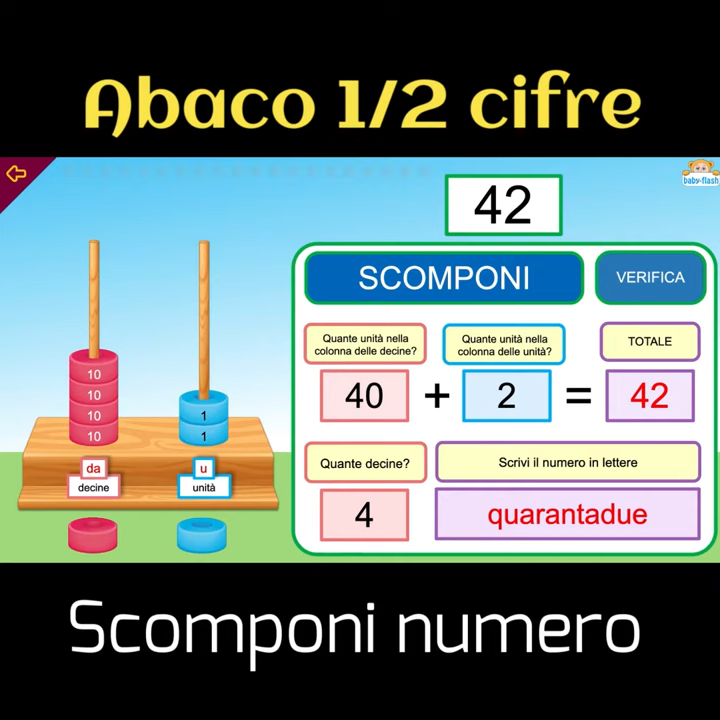 Abaco 1/2 cifre
baby-flash
42
SCOMPONI
VERIFICA
Quante unità nella
colonna delle decine?
Quante unità nella
colonna delle unità?
TOTALE
40 + 2 = 42
Quante decine?
Scrivi il numero in lettere
4
quarantadue
10
10
10
10
1
1
da
decine
u
unità
Scomponi numero